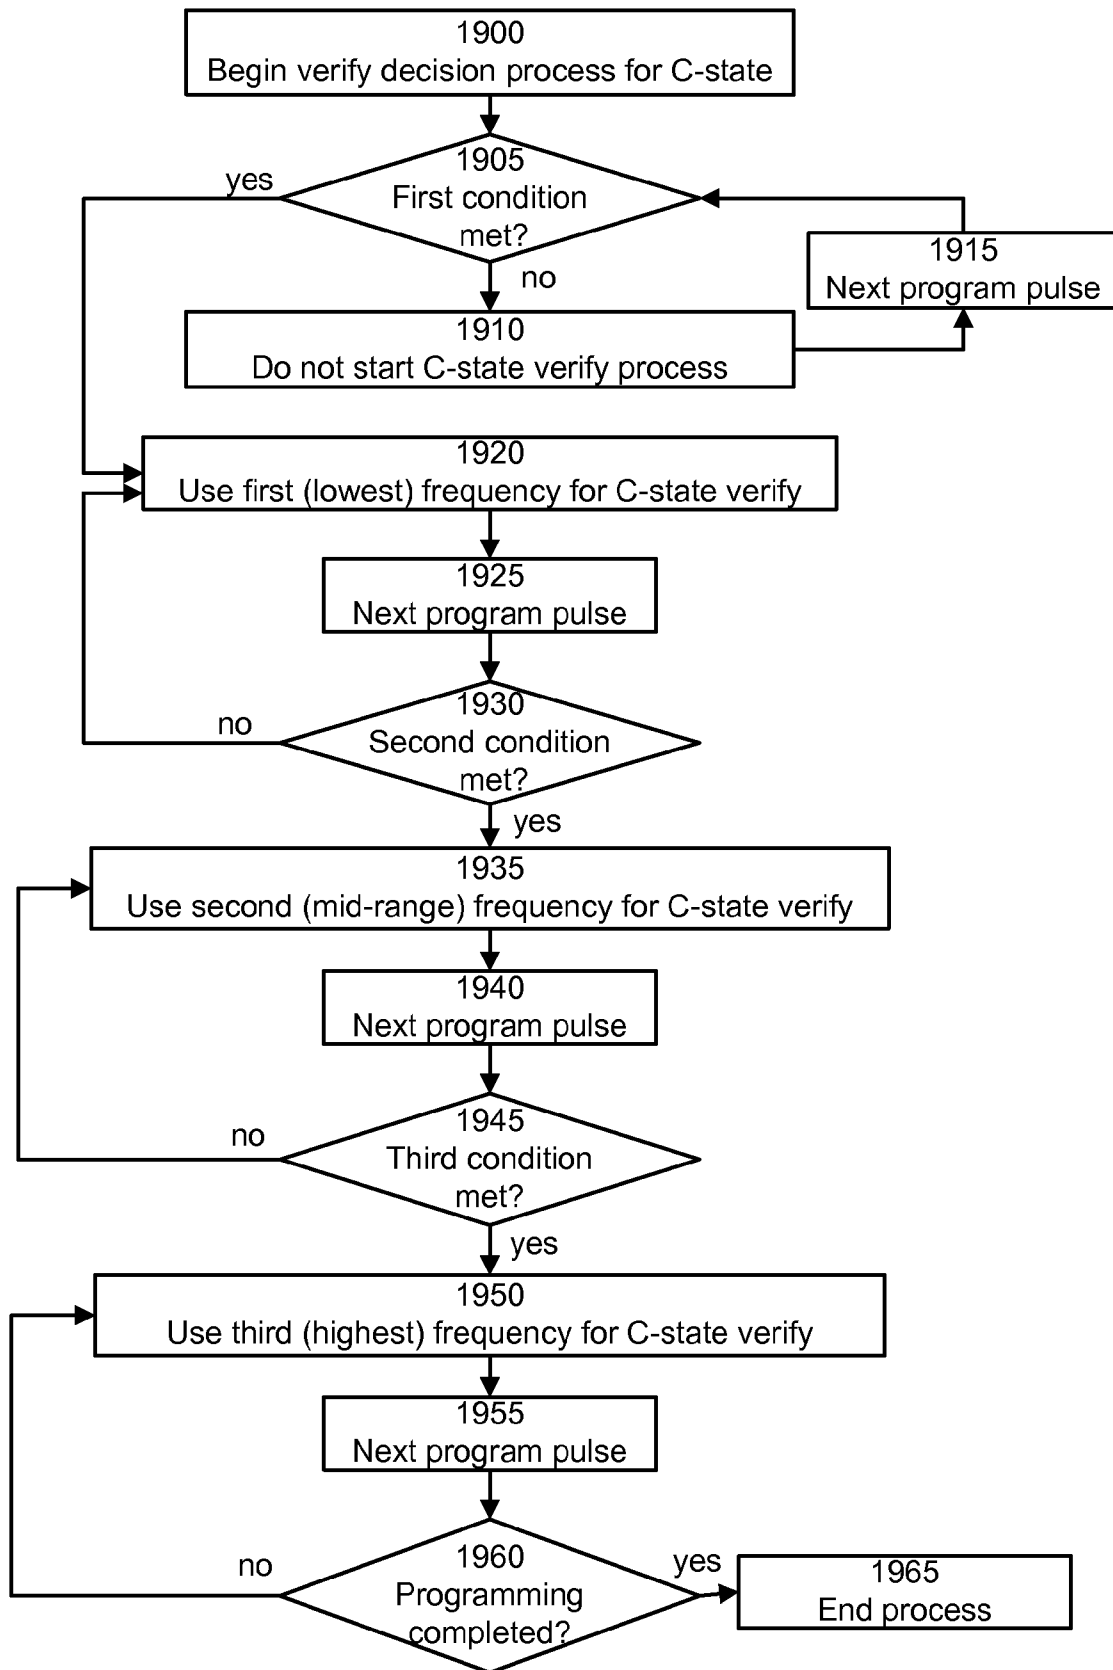 1900
Begin verify decision process for C-state
1905
First condition
met?
yes
no
1915
Next program pulse
1910
Do not start C-state verify process
1920
Use first (lowest) frequency for C-state verify
1925
Next program pulse
1930
Second condition
met?
no
yes
1935
Use second (mid-range) frequency for C-state verify
1940
Next program pulse
1945
Third condition
met?
no
yes
1950
Use third (highest) frequency for C-state verify
1955
Next program pulse
1960
Programming
completed?
no
yes
1965
End process